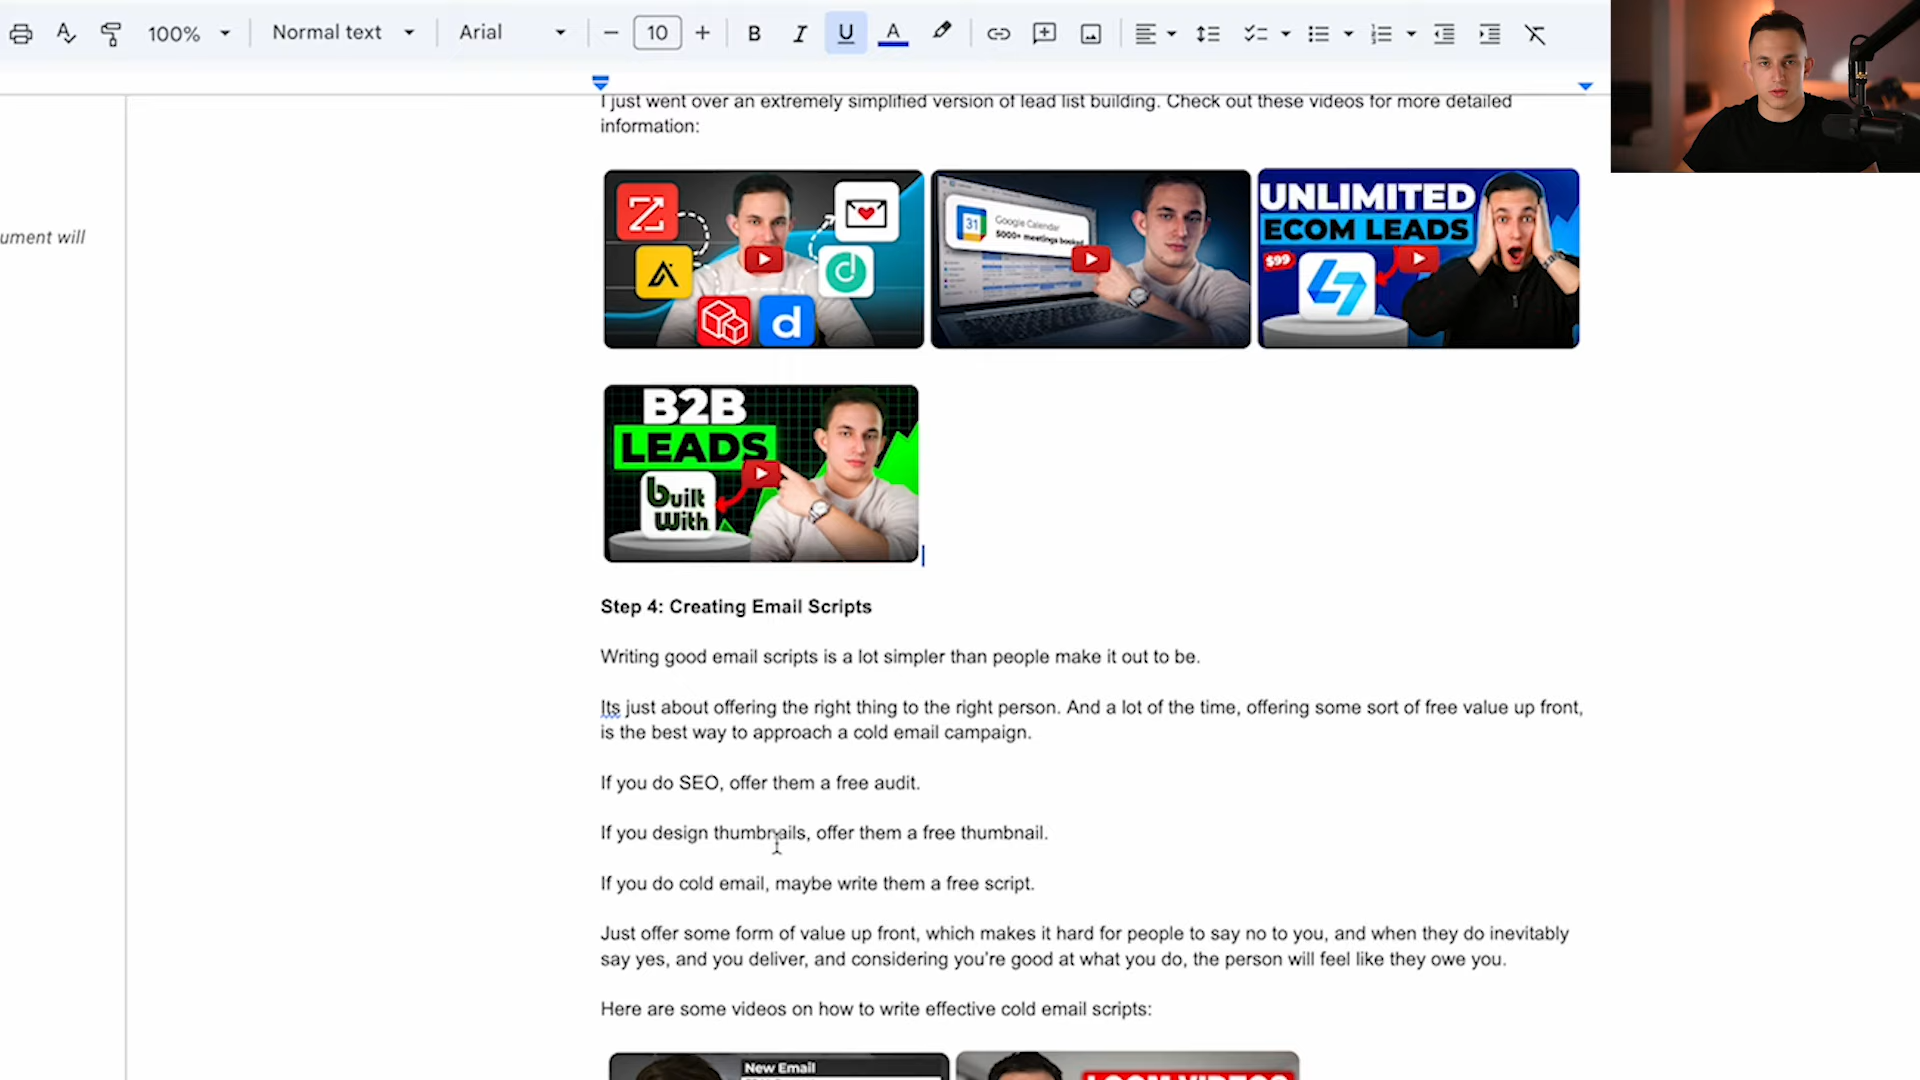 100%
Normal text
Arial
10
B
I
U
A
I just went over an extremely simplified version of lead list building. Check out these videos for more detailed
information:
ument will
31
Google Calendar
5000+ meetings booked
UNLIMITED
ECOM LEADS
$99
d
B2B
LEADS
built
With
Step 4: Creating Email Scripts
Writing good email scripts is a lot simpler than people make it out to be.
Its just about offering the right thing to the right person. And a lot of the time, offering some sort of free value up front,
is the best way to approach a cold email campaign.
If you do SEO, offer them a free audit.
If you design thumbnails, offer them a free thumbnail.
If you do cold email, maybe write them a free script.
Just offer some form of value up front, which makes it hard for people to say no to you, and when they do inevitably
say yes, and you deliver, and considering you're good at what you do, the person will feel like they owe you.
Here are some videos on how to write effective cold email scripts:
New Email
LOOM VIDEOS